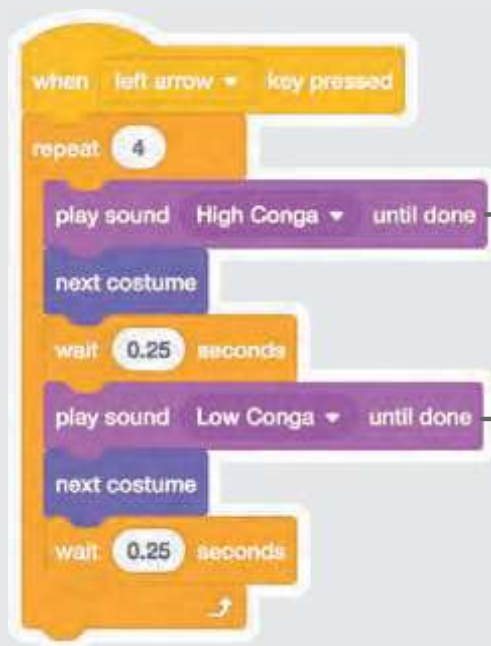 when left arrow key pressed
repeat 4
play sound High Conga until done
next costume
wait 0.25 seconds
play sound Low Conga until done
next costume
wait 0.25 seconds